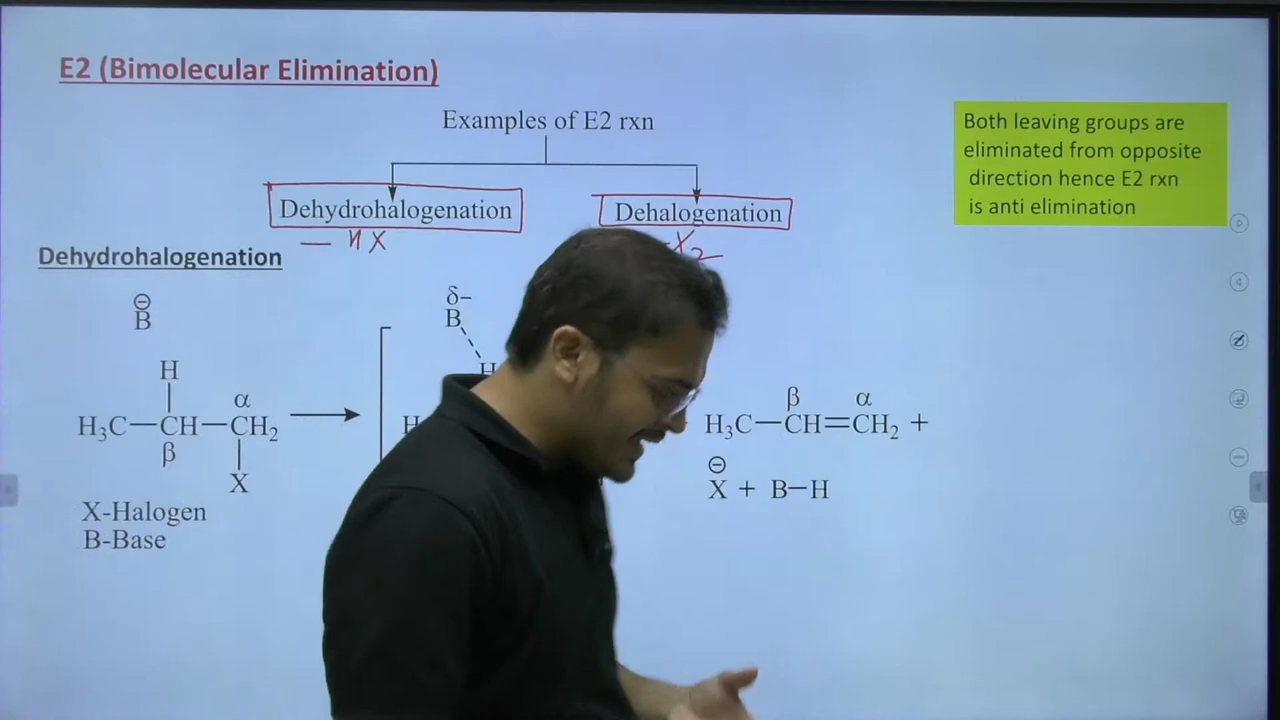 E2 (Bimolecular Elimination)
Examples of E2 rxn
Both leaving groups are
eliminated from opposite
direction hence E2 rxn
is anti elimination
Dehydrohalogenation
Dehalogenation
— HX
-X₂
Dehydrohalogenation
⊖
B
δ–
B
H
H
α
H₃C—CH—CH₂
β
X
H
β
α
H₃C—CH=CH₂ +
⊖
X + B—H
X-Halogen
B-Base